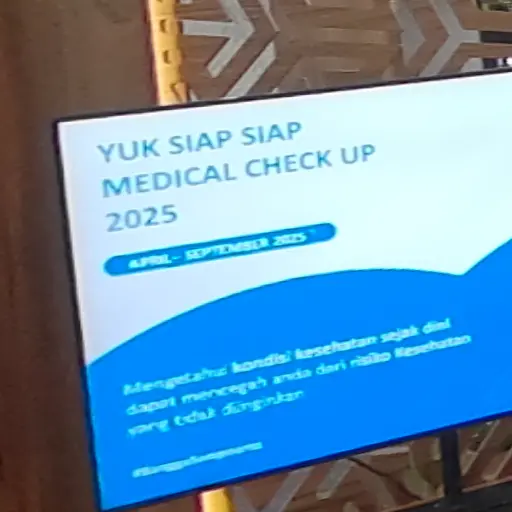 YUK SIAP SIAP
MEDICAL CHECK UP
2025
APRIL - SEPTEMBER 2025
Mengetahui kondisi kesehatan sejak dini
dapat mencegah anda dari risiko Kesehatan
yang tidak diinginkan